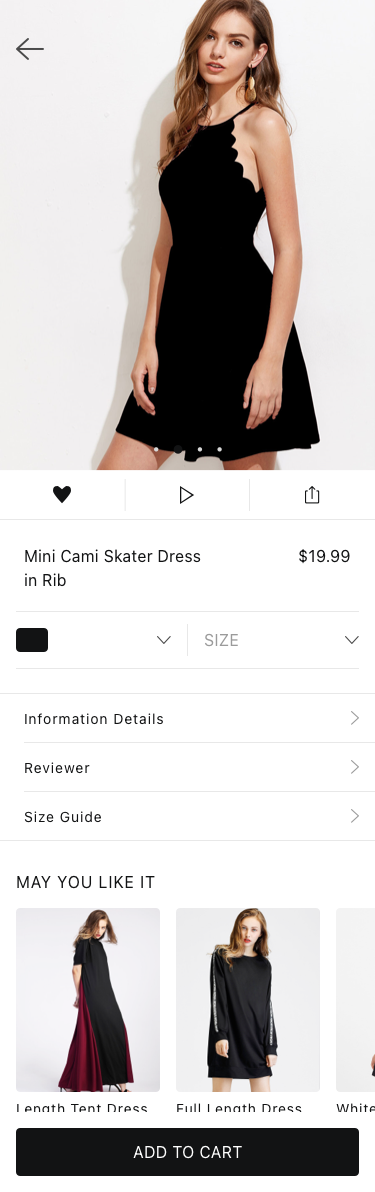 Mini Cami Skater Dress
in Rib
$19.99
SIZE
Information Details
Reviewer
Size Guide
MAY YOU LIKE IT
Length Tent Dress
Full Length Dress
White
ADD TO CART